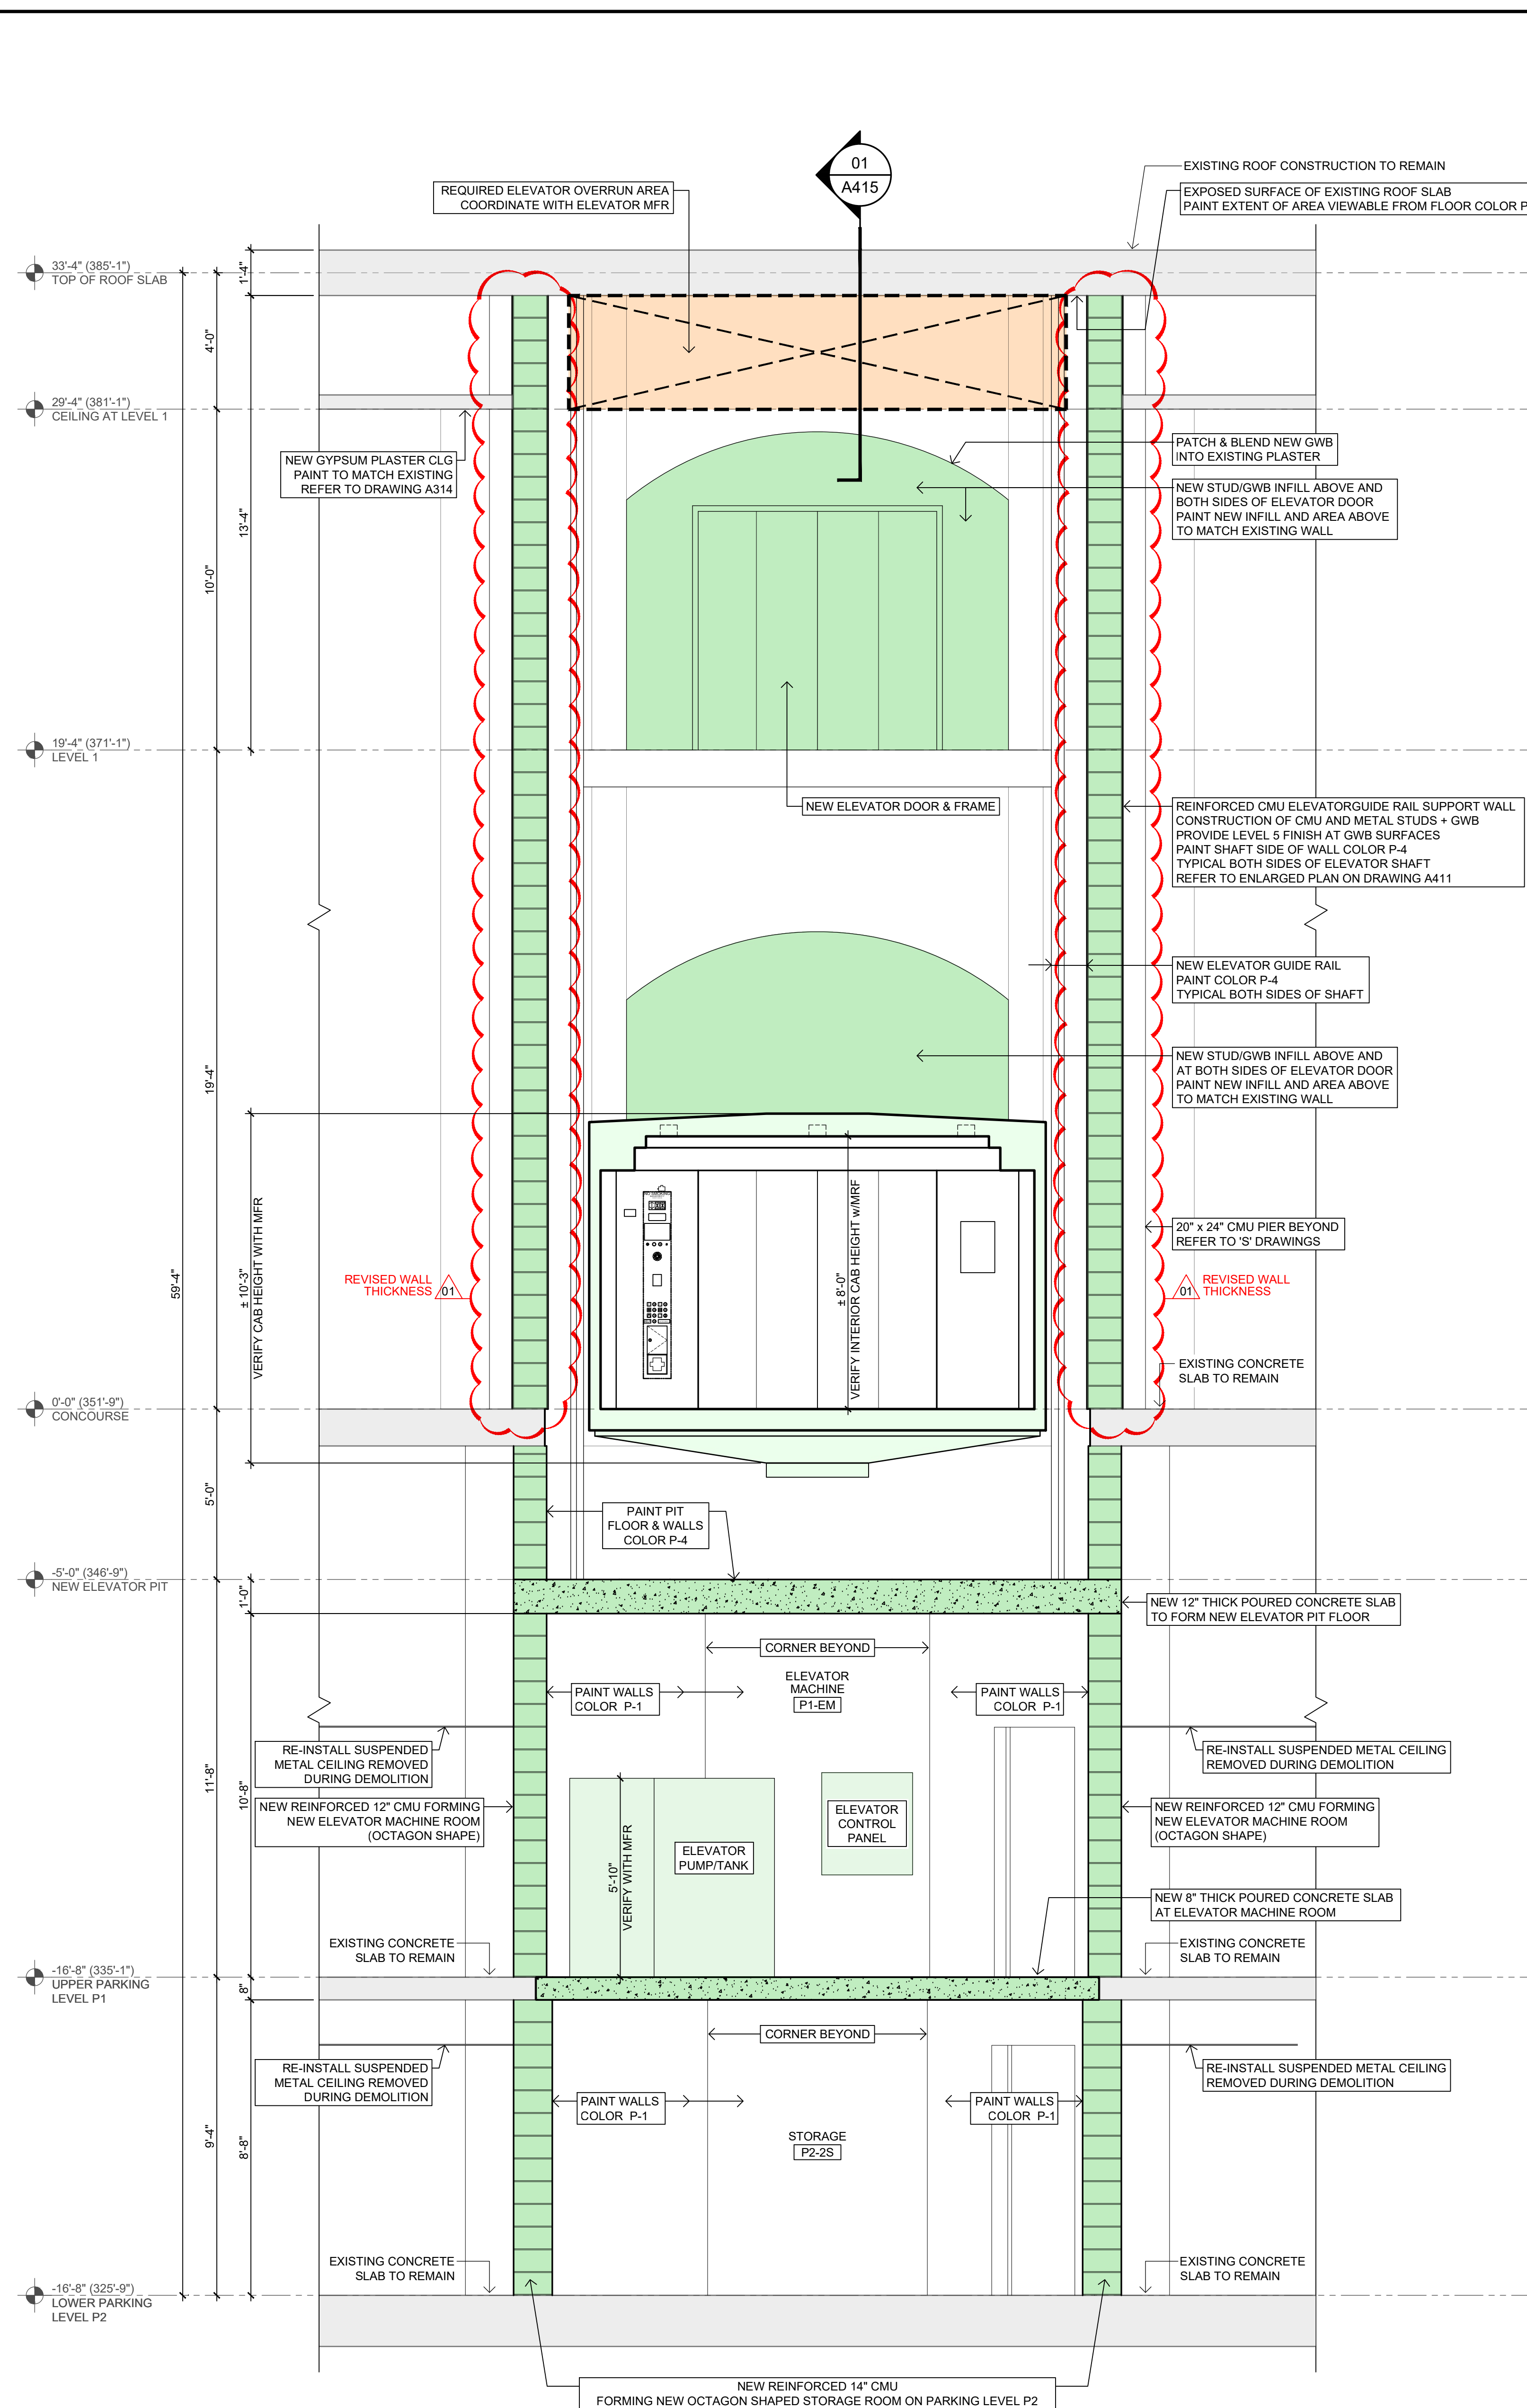 01
A415
EXISTING ROOF CONSTRUCTION TO REMAIN
REQUIRED ELEVATOR OVERRUN AREA
COORDINATE WITH ELEVATOR MFR
EXPOSED SURFACE OF EXISTING ROOF SLAB
PAINT EXTENT OF AREA VIEWABLE FROM FLOOR COLOR P
33'-4" (385'-1")
TOP OF ROOF SLAB
1'-4"
4'-0"
29'-4" (381'-1")
CEILING AT LEVEL 1
NEW GYPSUM PLASTER CLG
PAINT TO MATCH EXISTING
REFER TO DRAWING A314
PATCH & BLEND NEW GWB
INTO EXISTING PLASTER
NEW STUD/GWB INFILL ABOVE AND
BOTH SIDES OF ELEVATOR DOOR
PAINT NEW INFILL AND AREA ABOVE
TO MATCH EXISTING WALL
13'-4"
10'-0"
19'-4" (371'-1")
LEVEL 1
NEW ELEVATOR DOOR & FRAME
REINFORCED CMU ELEVATORGUIDE RAIL SUPPORT WALL
CONSTRUCTION OF CMU AND METAL STUDS + GWB
PROVIDE LEVEL 5 FINISH AT GWB SURFACES
PAINT SHAFT SIDE OF WALL COLOR P-4
TYPICAL BOTH SIDES OF ELEVATOR SHAFT
REFER TO ENLARGED PLAN ON DRAWING A411
NEW ELEVATOR GUIDE RAIL
PAINT COLOR P-4
TYPICAL BOTH SIDES OF SHAFT
19'-4"
NEW STUD/GWB INFILL ABOVE AND
AT BOTH SIDES OF ELEVATOR DOOR
PAINT NEW INFILL AND AREA ABOVE
TO MATCH EXISTING WALL
NO SMOKING
± 10'-3"
VERIFY CAB HEIGHT WITH MFR
± 8'-0"
VERIFY INTERIOR CAB HEIGHT w/MRF
59'-4"
20" x 24" CMU PIER BEYOND
REFER TO 'S' DRAWINGS
REVISED WALL
THICKNESS
01
01
REVISED WALL
THICKNESS
EXISTING CONCRETE
SLAB TO REMAIN
0'-0" (351'-9")
CONCOURSE
5'-0"
PAINT PIT
FLOOR & WALLS
COLOR P-4
-5'-0" (346'-9")
NEW ELEVATOR PIT
1'-0"
NEW 12" THICK POURED CONCRETE SLAB
TO FORM NEW ELEVATOR PIT FLOOR
CORNER BEYOND
ELEVATOR
MACHINE
P1-EM
PAINT WALLS
COLOR P-1
PAINT WALLS
COLOR P-1
RE-INSTALL SUSPENDED
METAL CEILING REMOVED
DURING DEMOLITION
RE-INSTALL SUSPENDED METAL CEILING
REMOVED DURING DEMOLITION
11'-8"
10'-8"
NEW REINFORCED 12" CMU FORMING
NEW ELEVATOR MACHINE ROOM
(OCTAGON SHAPE)
5'-10"
VERIFY WITH MFR
ELEVATOR
PUMP/TANK
ELEVATOR
CONTROL
PANEL
NEW REINFORCED 12" CMU FORMING
NEW ELEVATOR MACHINE ROOM
(OCTAGON SHAPE)
NEW 8" THICK POURED CONCRETE SLAB
AT ELEVATOR MACHINE ROOM
EXISTING CONCRETE
SLAB TO REMAIN
EXISTING CONCRETE
SLAB TO REMAIN
-16'-8" (335'-1")
UPPER PARKING
LEVEL P1
8"
CORNER BEYOND
RE-INSTALL SUSPENDED
METAL CEILING REMOVED
DURING DEMOLITION
RE-INSTALL SUSPENDED METAL CEILING
REMOVED DURING DEMOLITION
PAINT WALLS
COLOR P-1
PAINT WALLS
COLOR P-1
9'-4"
8'-8"
STORAGE
P2-2S
EXISTING CONCRETE
SLAB TO REMAIN
EXISTING CONCRETE
SLAB TO REMAIN
-16'-8" (325'-9")
LOWER PARKING
LEVEL P2
NEW REINFORCED 14" CMU
FORMING NEW OCTAGON SHAPED STORAGE ROOM ON PARKING LEVEL P2